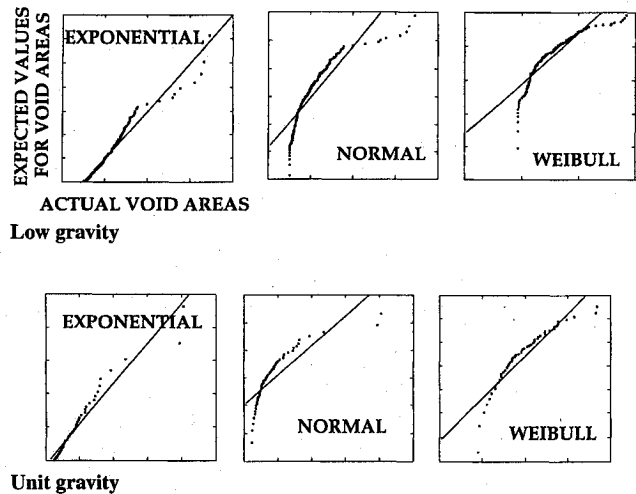 EXPECTED VALUES
FOR VOID AREAS
EXPONENTIAL
NORMAL
WEIBULL
ACTUAL VOID AREAS
Low gravity
EXPONENTIAL
NORMAL
WEIBULL
Unit gravity